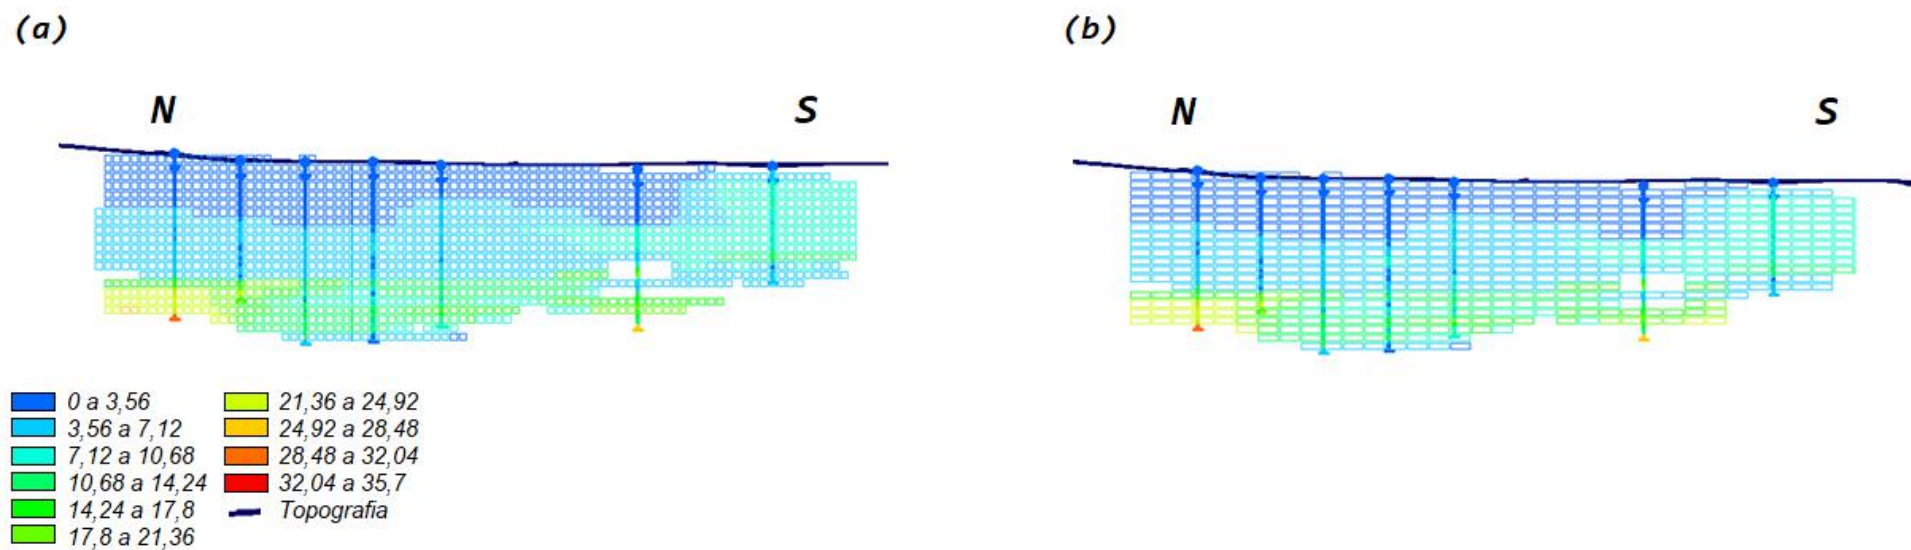 (a)
(b)
N
S
N
S
0 a 3,56
3,56 a 7,12
7,12 a 10,68
10,68 a 14,24
14,24 a 17,8
17,8 a 21,36
21,36 a 24,92
24,92 a 28,48
28,48 a 32,04
32,04 a 35,7
Topografia